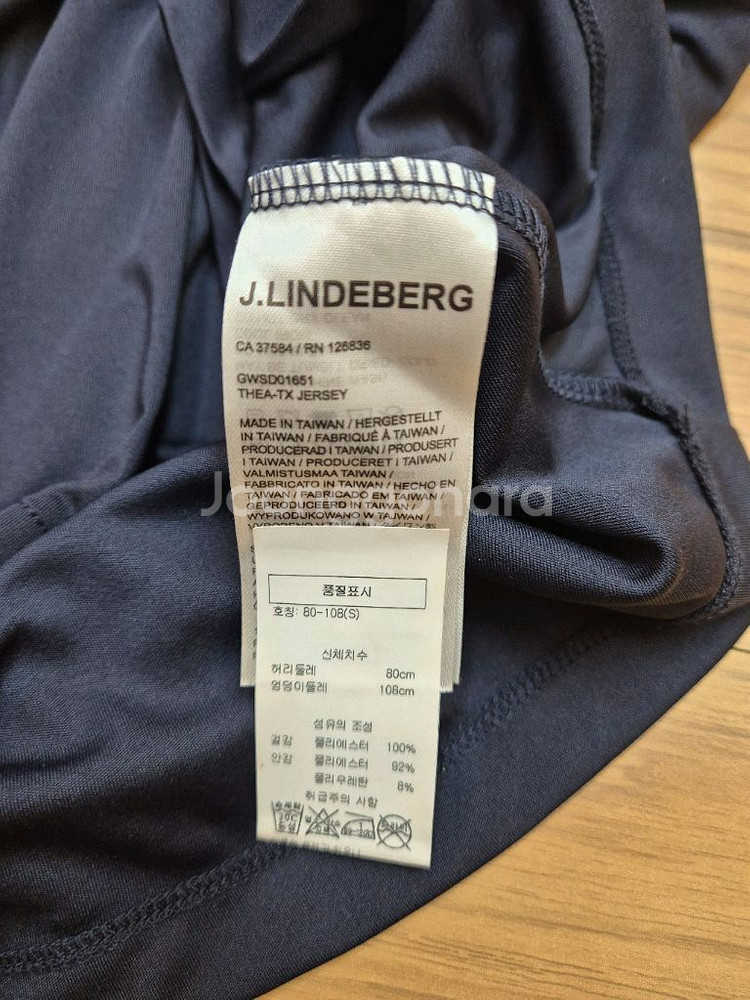 J.LINDEBERG
CA 37584 / RN 126836
GWSD01651
THEA-TX JERSEY
MADE IN TAIWAN / HERGESTELLT
IN TAIWAN / FABRIQUÉ À TAIWAN /
PRODUCERAD I TAIWAN / PRODUSERT
I TAIWAN / PRODUCERET I TAIWAN /
VALMISTUSMAA TAIWAN /
FABBRICATO IN TAIWAN / HECHO EN
TAIWAN / FABRICADO EM TAIWAN /
GEPRODUCEERD IN TAIWAN /
WYPRODUKOWANO W TAIWAN /
품질표시
호칭: 80-108(S)
신체치수
허리둘레 80cm
엉덩이둘레 108cm
섬유의 조성
겉감 폴리에스터 100%
안감 폴리에스터 92%
폴리우레탄 8%
취급주의 사항